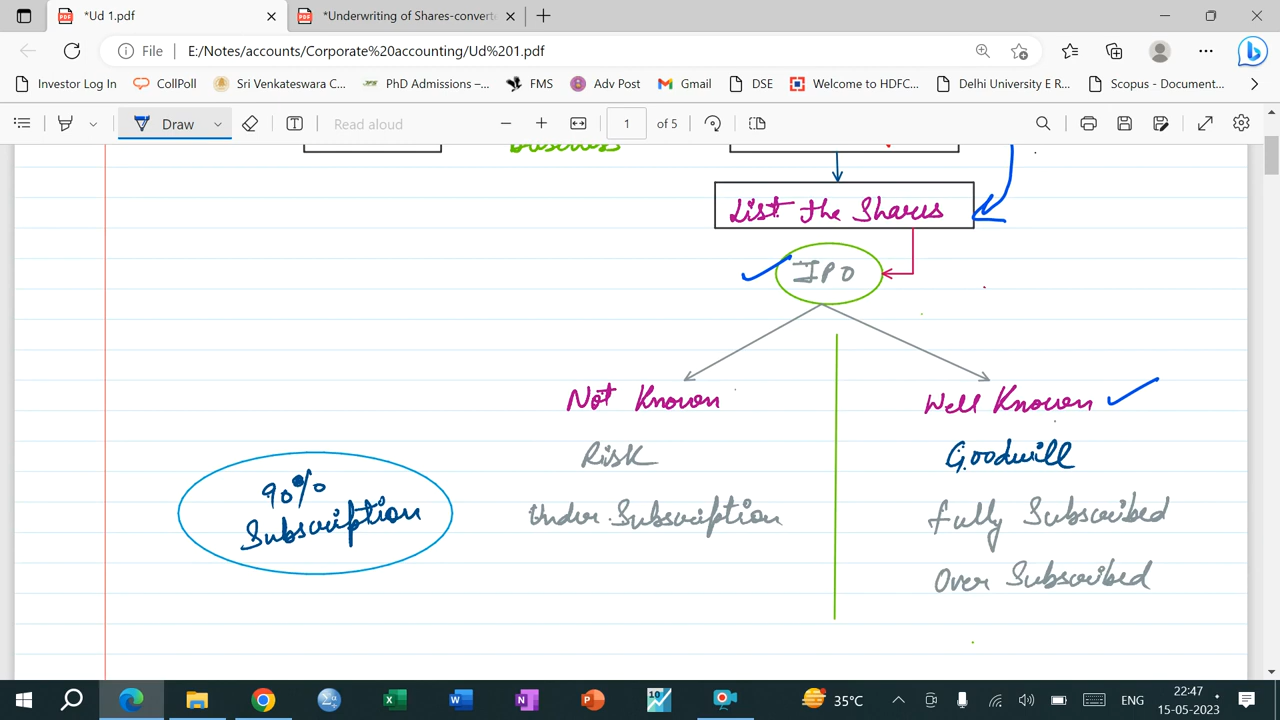 *Ud 1.pdf
*Underwriting of Shares-converte
File
E:/Notes/accounts/Corporate%20accounting/Ud%201.pdf
Investor Log In
CollPoll
Sri Venkateswara C...
PhD Admissions –...
FMS
Adv Post
Gmail
DSE
Welcome to HDFC...
Delhi University E R...
Scopus - Document...
Draw
Read aloud
1 of 5
List the Shares
IPO
Not Known
Well Known
Risk
Goodwill
90%
Subscription
Under Subscription
fully Subscribed
Over Subscribed
35°C
ENG
22:47
15-05-2023